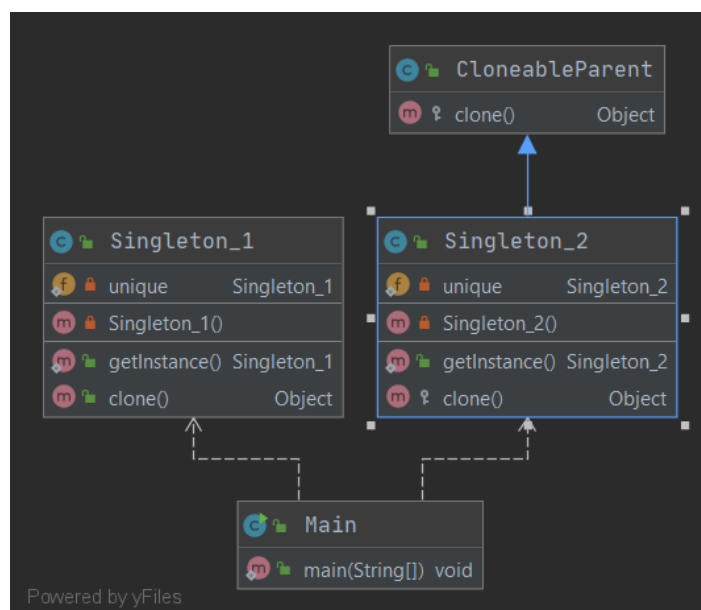 CloneableParent
clone() Object
Singleton_1
unique Singleton_1
Singleton_1()
getInstance() Singleton_1
clone() Object
Singleton_2
unique Singleton_2
Singleton_2()
getInstance() Singleton_2
clone() Object
Main
main(String[]) void
Powered by yFiles